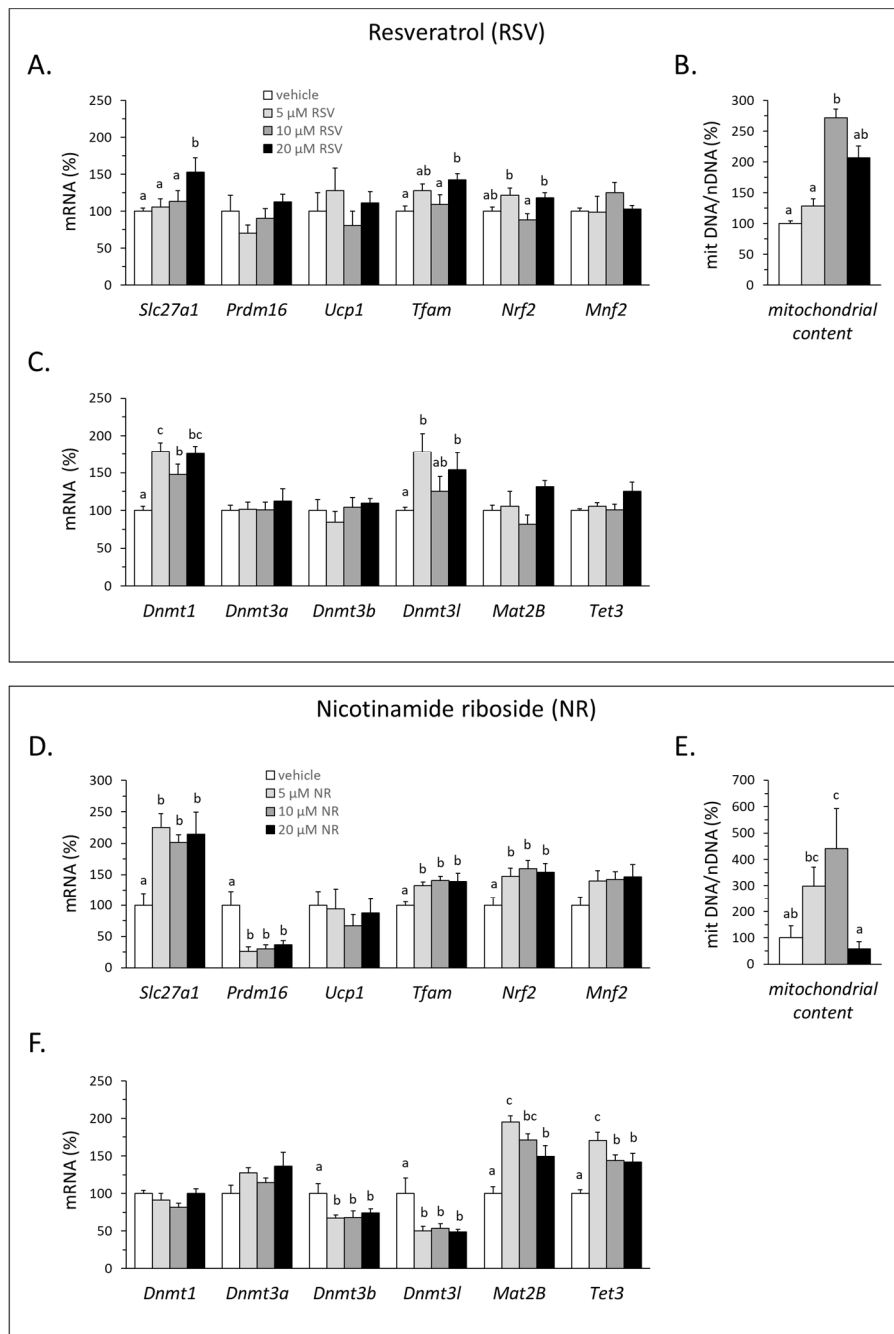 Resveratrol (RSV)
A.
B.
vehicle
5 µM RSV
10 µM RSV
20 µM RSV
mRNA (%)
250
200
150
100
50
0
a a a b
a ab a b
ab b a b
Slc27a1 Prdm16 Ucp1 Tfam Nrf2 Mnf2
mit DNA/nDNA (%)
300
250
200
150
100
50
0
a a b ab
mitochondrial
content
C.
mRNA (%)
250
200
150
100
50
0
a c b bc
a b ab b
Dnmt1 Dnmt3a Dnmt3b Dnmt3l Mat2B Tet3
Nicotinamide riboside (NR)
D.
E.
vehicle
5 µM NR
10 µM NR
20 µM NR
mRNA (%)
300
250
200
150
100
50
0
a b b b
a b b b
a b b b
a b b b
Slc27a1 Prdm16 Ucp1 Tfam Nrf2 Mnf2
mit DNA/nDNA (%)
700
600
500
400
300
200
100
0
ab bc c a
mitochondrial
content
F.
mRNA (%)
250
200
150
100
50
0
a b b b
a b b b
a c bc b
a c b b
Dnmt1 Dnmt3a Dnmt3b Dnmt3l Mat2B Tet3